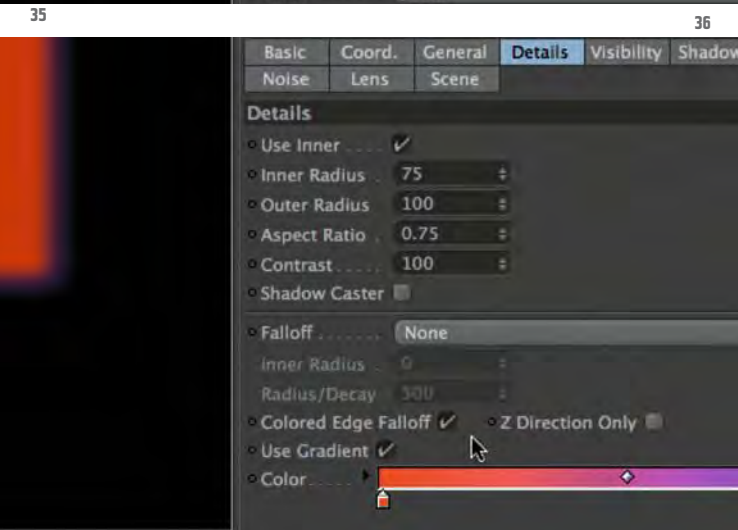 35
36
Basic Coord. General Details Visibility Shadow
Noise Lens Scene
Details
Use Inner
Inner Radius 75
Outer Radius 100
Aspect Ratio 0.75
Contrast 100
Shadow Caster
Falloff None
Inner Radius 0
Radius/Decay 500
Colored Edge Falloff Z Direction Only
Use Gradient
Color